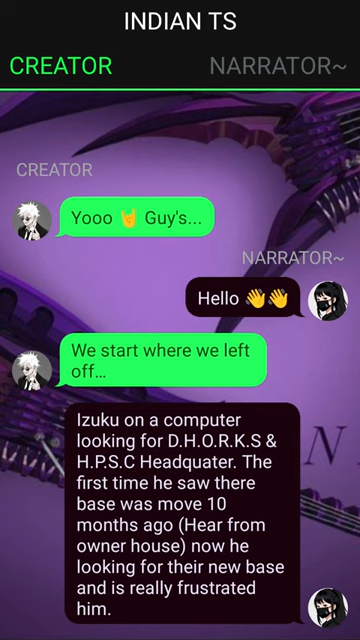 INDIAN TS
CREATOR NARRATOR~
CREATOR
Yooo 🤘 Guy's...
NARRATOR~
Hello 👋👋
We start where we left
off...
Izuku on a computer
looking for D.H.O.R.K.S &
H.P.S.C Headquater. The
first time he saw there
base was move 10
months ago (Hear from
owner house) now he
looking for their new base
and is really frustrated
him.
N